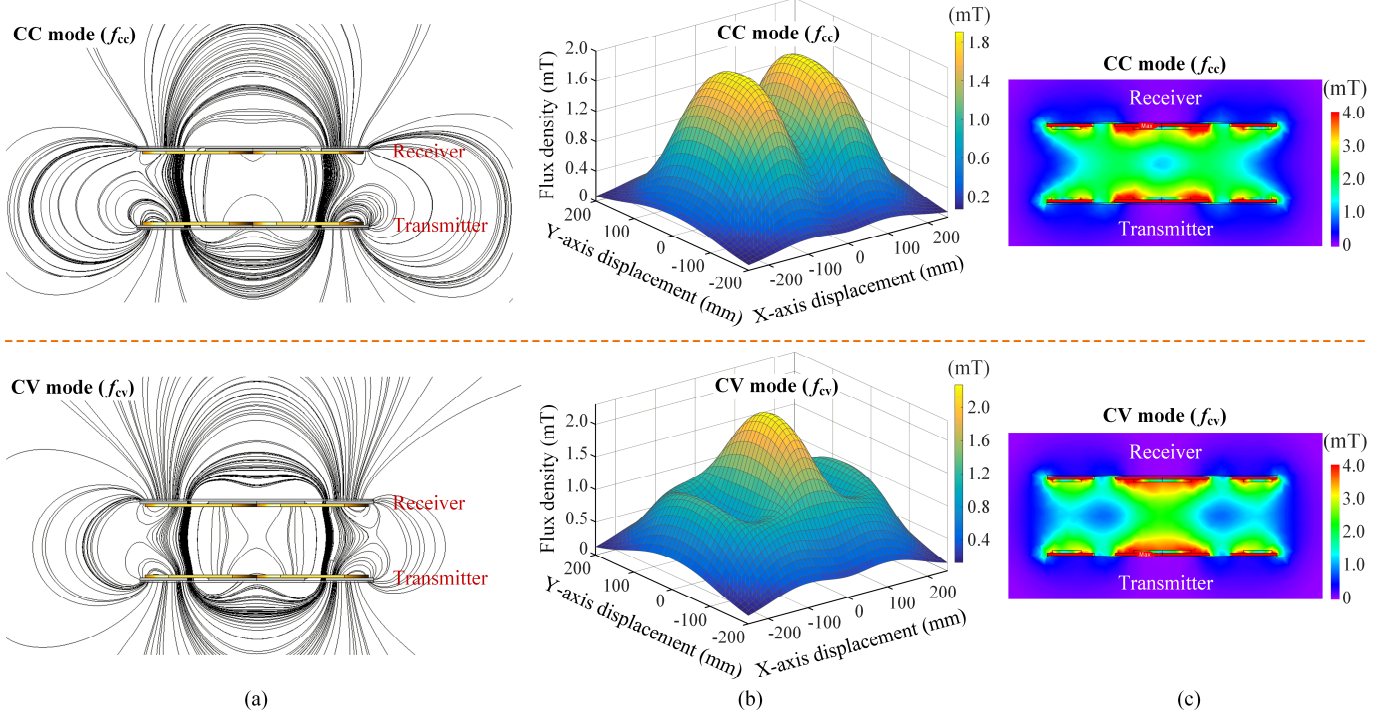 CC mode (fcc)
Receiver
Transmitter
CC mode (fcc)
(mT)
Flux density (mT)
2.0
1.6
1.2
0.8
0.4
0
200
100
0
-100
-200
Y-axis displacement (mm)
-200
-100
0
100
200
X-axis displacement (mm)
1.8
1.4
1.0
0.6
0.2
CC mode (fcc)
Receiver
Max
Transmitter
(mT)
4.0
3.0
2.0
1.0
0
CV mode (fcv)
Receiver
Transmitter
CV mode (fcv)
(mT)
Flux density (mT)
2.0
1.5
1.0
0.5
0
200
100
0
-100
-200
Y-axis displacement (mm)
-200
-100
0
100
200
X-axis displacement (mm)
2.0
1.6
1.2
0.8
0.4
CV mode (fcv)
Receiver
Max
Transmitter
(mT)
4.0
3.0
2.0
1.0
0
(a)
(b)
(c)